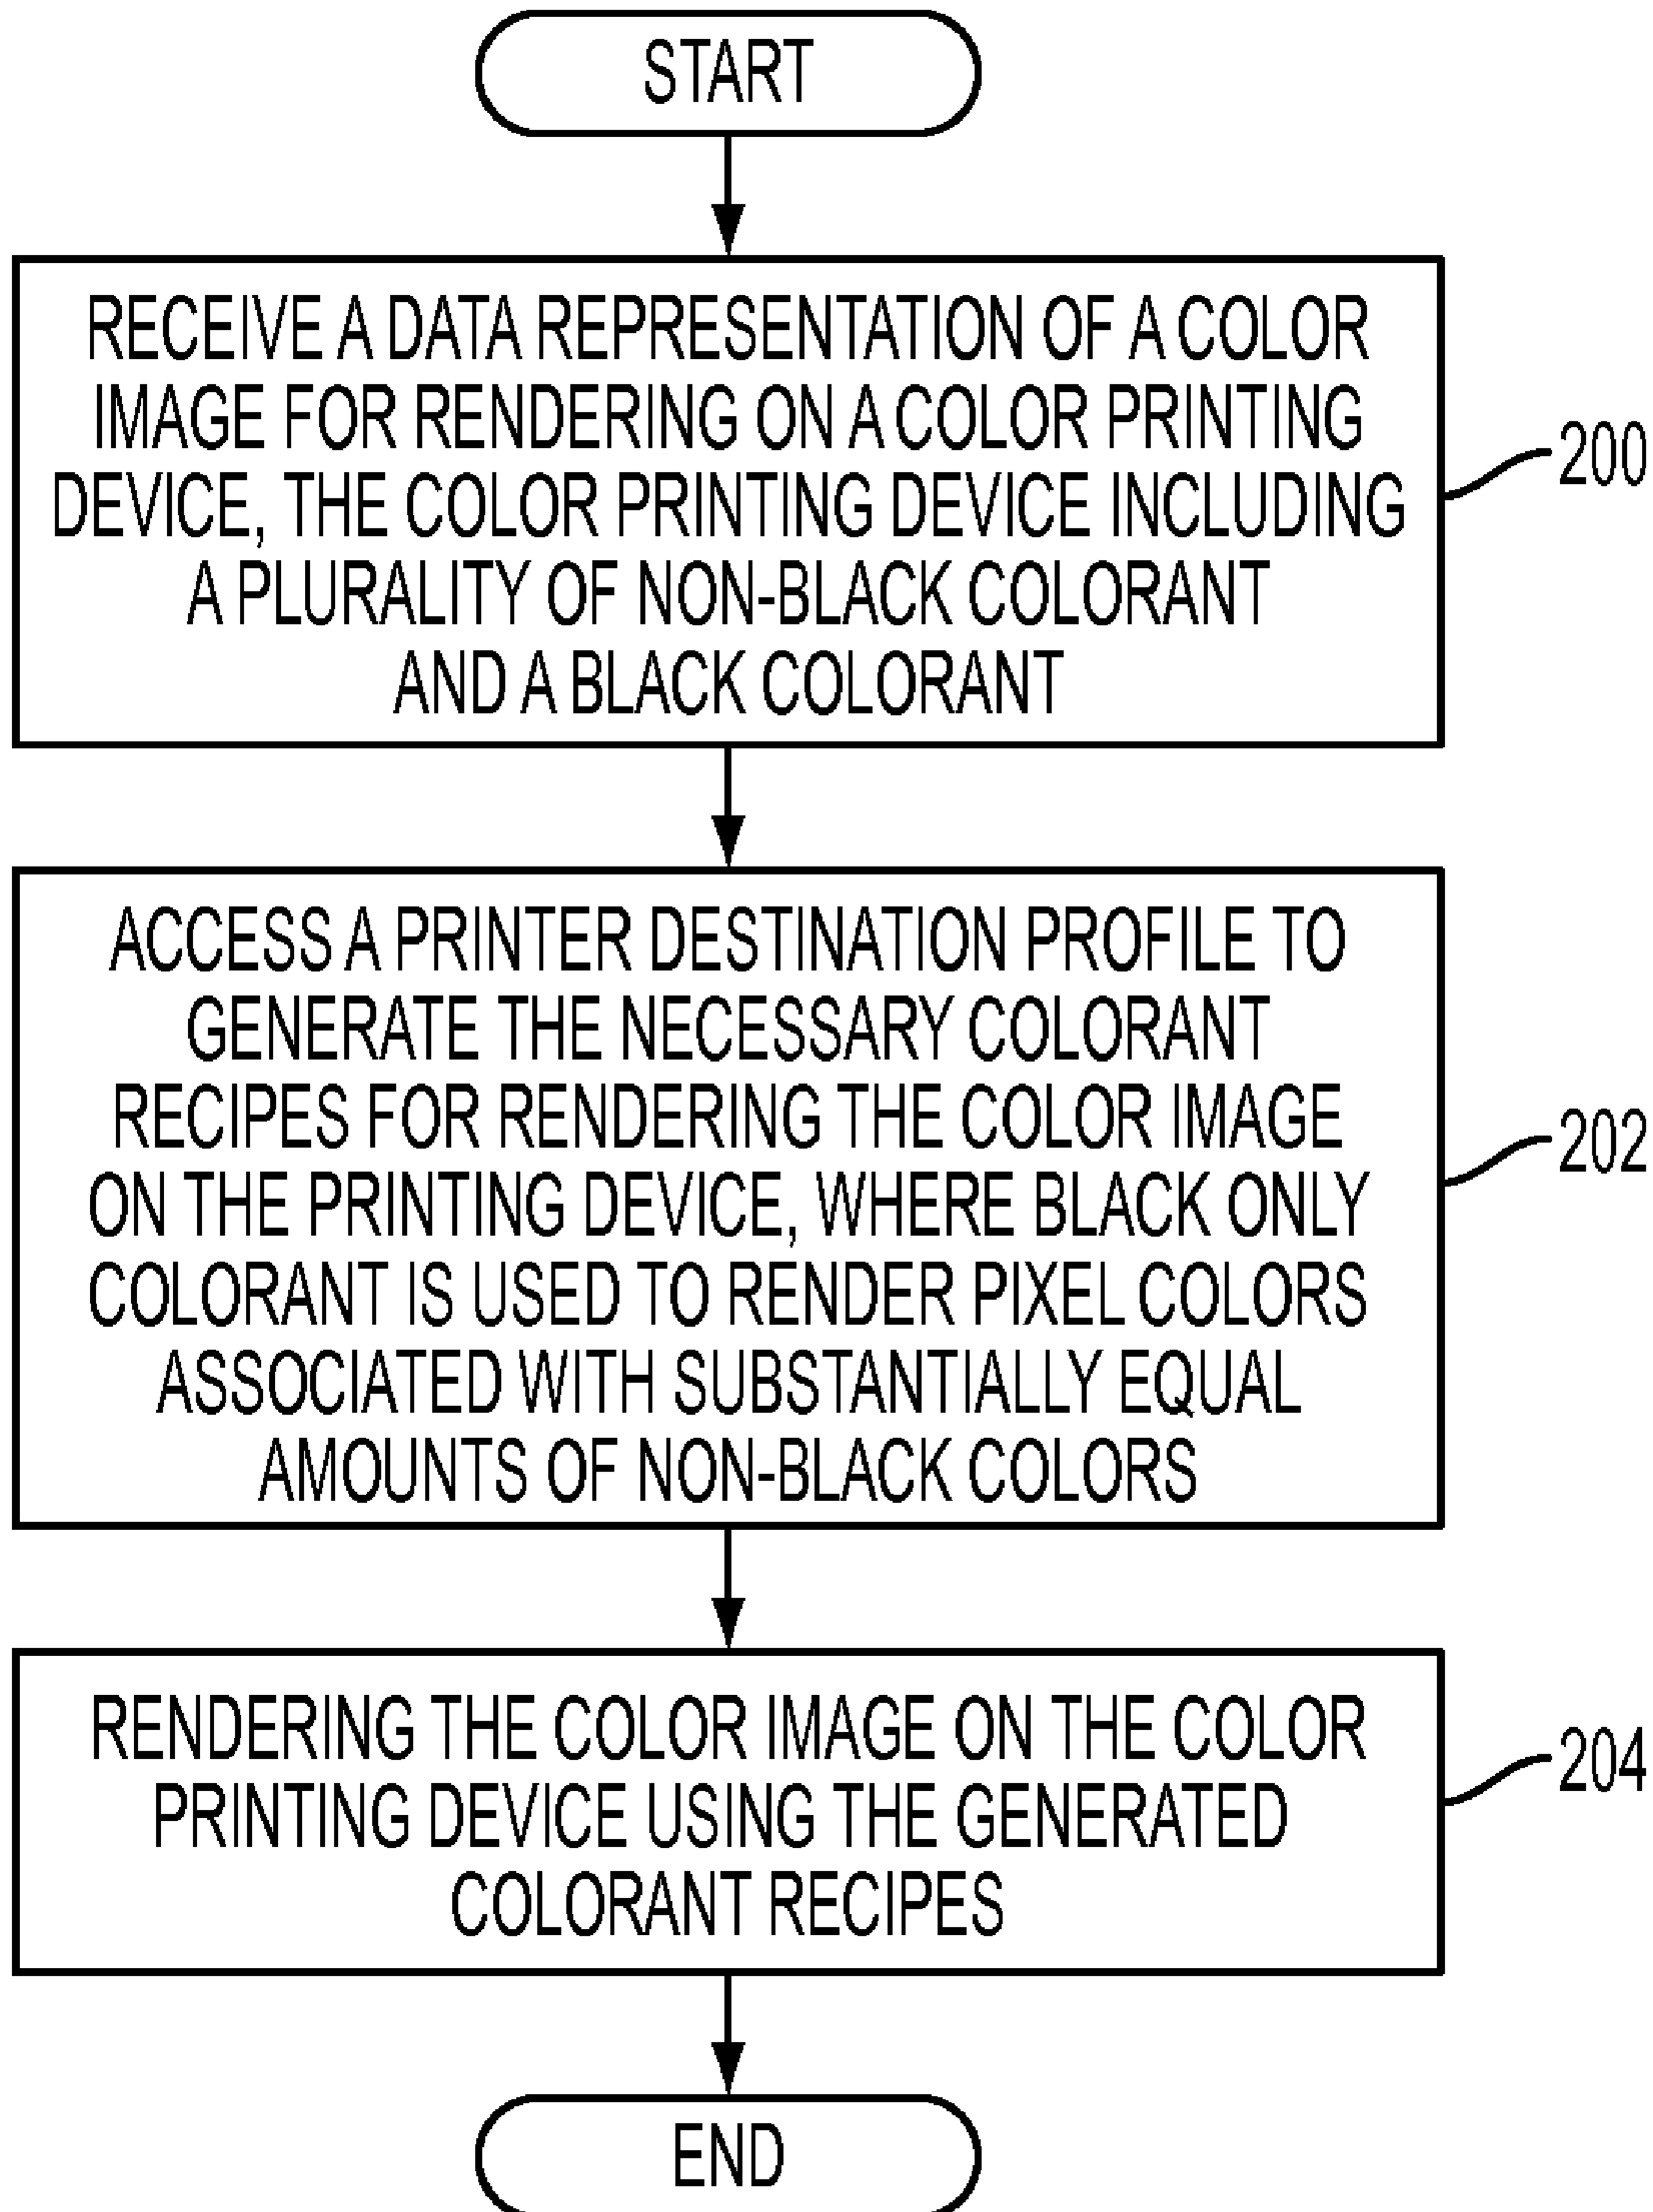 START
RECEIVE A DATA REPRESENTATION OF A COLOR
IMAGE FOR RENDERING ON A COLOR PRINTING
DEVICE, THE COLOR PRINTING DEVICE INCLUDING
A PLURALITY OF NON-BLACK COLORANT
AND A BLACK COLORANT
200
ACCESS A PRINTER DESTINATION PROFILE TO
GENERATE THE NECESSARY COLORANT
RECIPES FOR RENDERING THE COLOR IMAGE
ON THE PRINTING DEVICE, WHERE BLACK ONLY
COLORANT IS USED TO RENDER PIXEL COLORS
ASSOCIATED WITH SUBSTANTIALLY EQUAL
AMOUNTS OF NON-BLACK COLORS
202
RENDERING THE COLOR IMAGE ON THE COLOR
PRINTING DEVICE USING THE GENERATED
COLORANT RECIPES
204
END